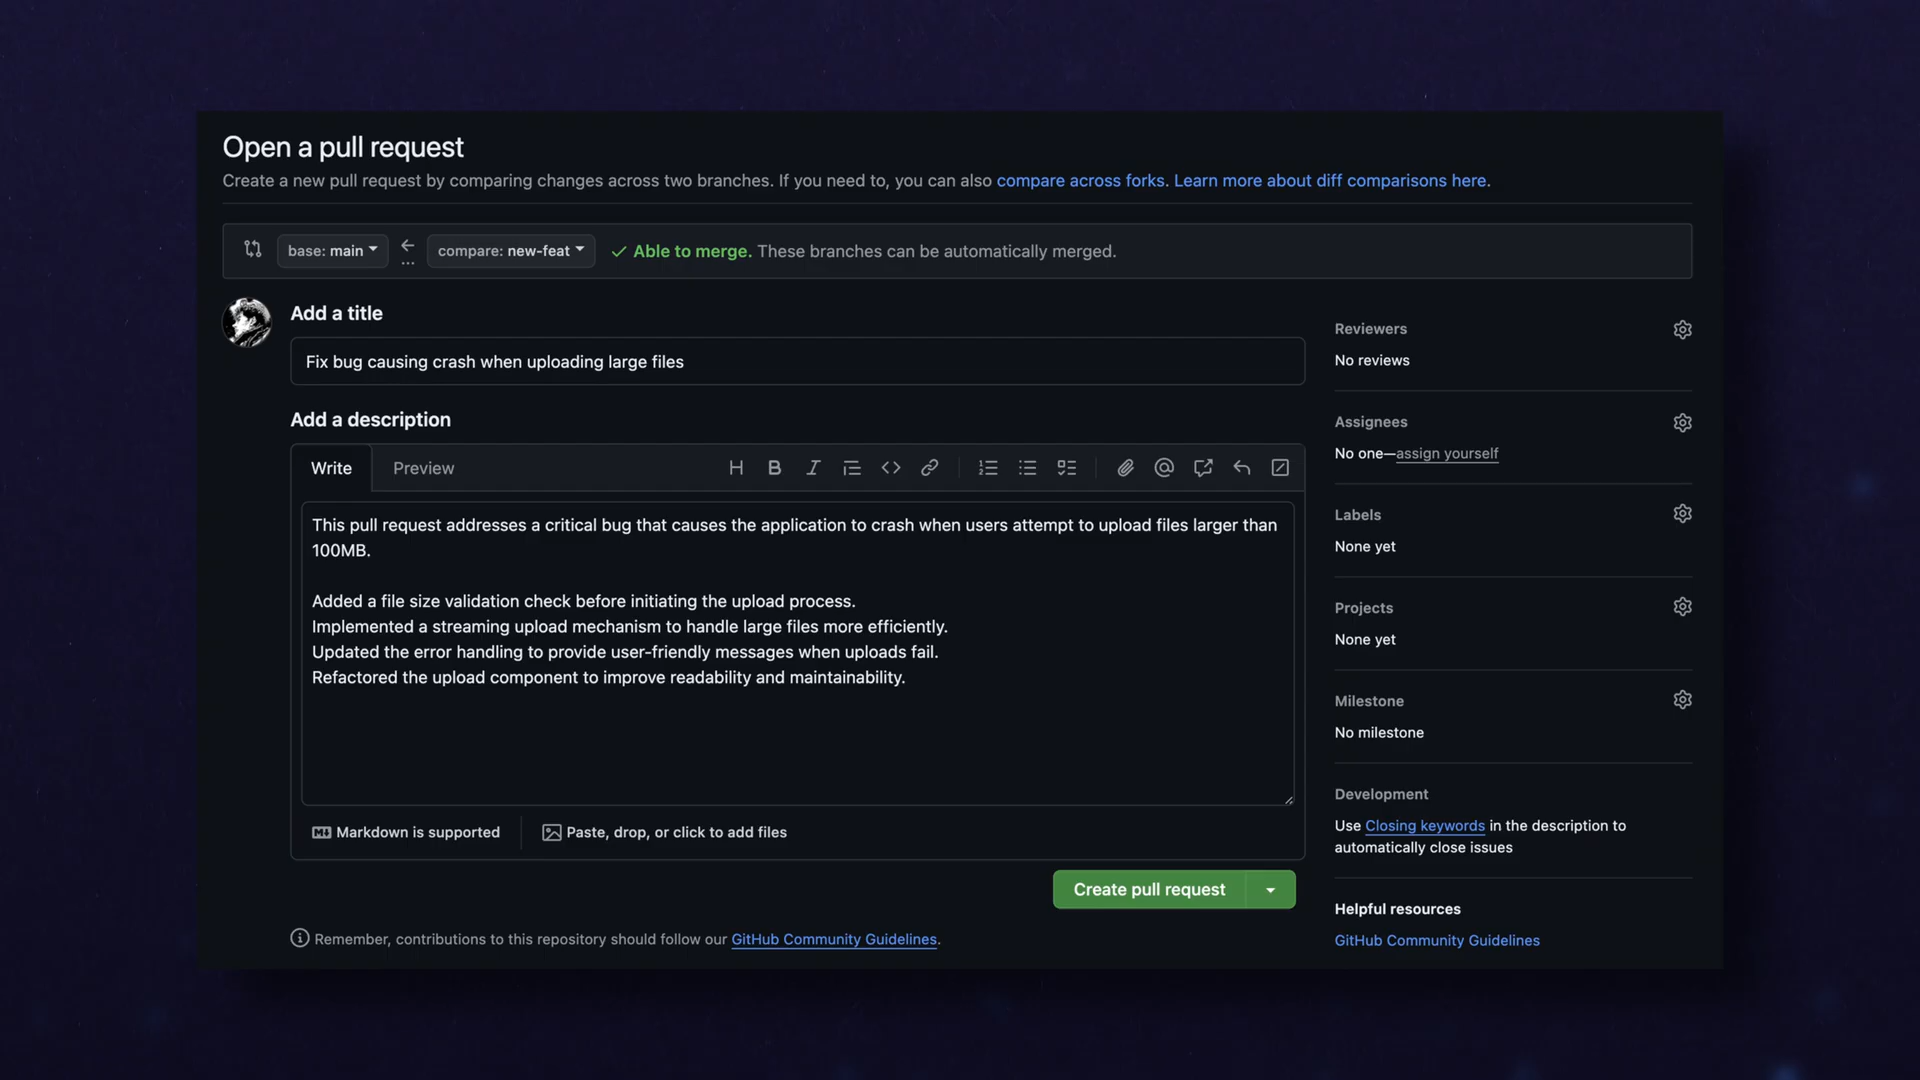 Open a pull request
Create a new pull request by comparing changes across two branches. If you need to, you can also compare across forks. Learn more about diff comparisons here.
base: main
...
compare: new-feat
Able to merge. These branches can be automatically merged.
Add a title
Fix bug causing crash when uploading large files
Add a description
Write
Preview
This pull request addresses a critical bug that causes the application to crash when users attempt to upload files larger than
100MB.
Added a file size validation check before initiating the upload process.
Implemented a streaming upload mechanism to handle large files more efficiently.
Updated the error handling to provide user-friendly messages when uploads fail.
Refactored the upload component to improve readability and maintainability.
Markdown is supported
Paste, drop, or click to add files
Create pull request
Remember, contributions to this repository should follow our GitHub Community Guidelines.
Reviewers
No reviews
Assignees
No one—assign yourself
Labels
None yet
Projects
None yet
Milestone
No milestone
Development
Use Closing keywords in the description to
automatically close issues
Helpful resources
GitHub Community Guidelines